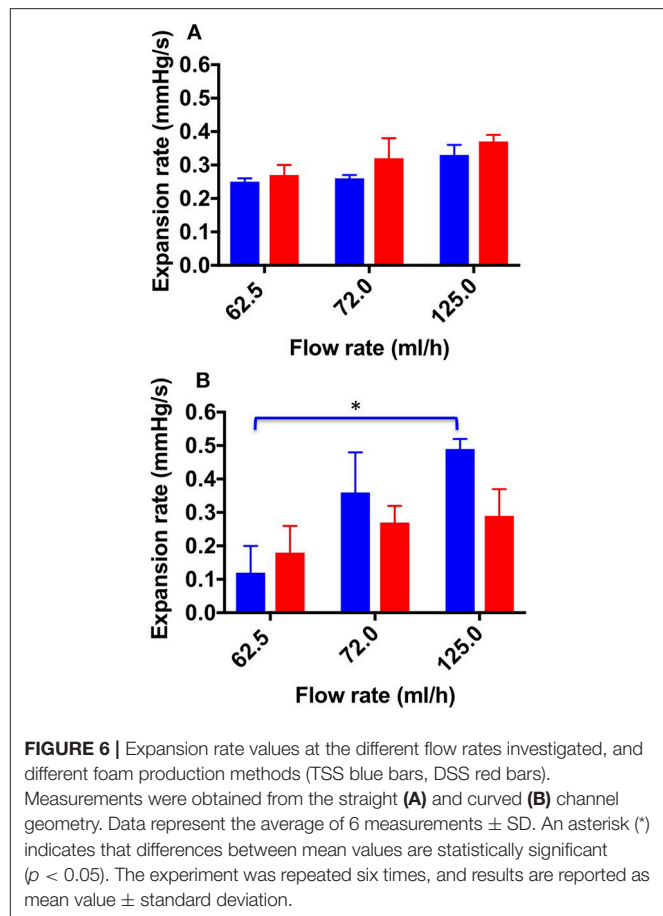 A
Expansion rate (mmHg/s)
0.6
0.5
0.4
0.3
0.2
0.1
0.0
62.5
72.0
125.0
Flow rate (ml/h)
B
Expansion rate (mmHg/s)
0.6
0.5
0.4
0.3
0.2
0.1
0.0
*
62.5
72.0
125.0
Flow rate (ml/h)
FIGURE 6 | Expansion rate values at the different flow rates investigated, and
different foam production methods (TSS blue bars, DSS red bars).
Measurements were obtained from the straight (A) and curved (B) channel
geometry. Data represent the average of 6 measurements ± SD. An asterisk (*)
indicates that differences between mean values are statistically significant
(p < 0.05). The experiment was repeated six times, and results are reported as
mean value ± standard deviation.